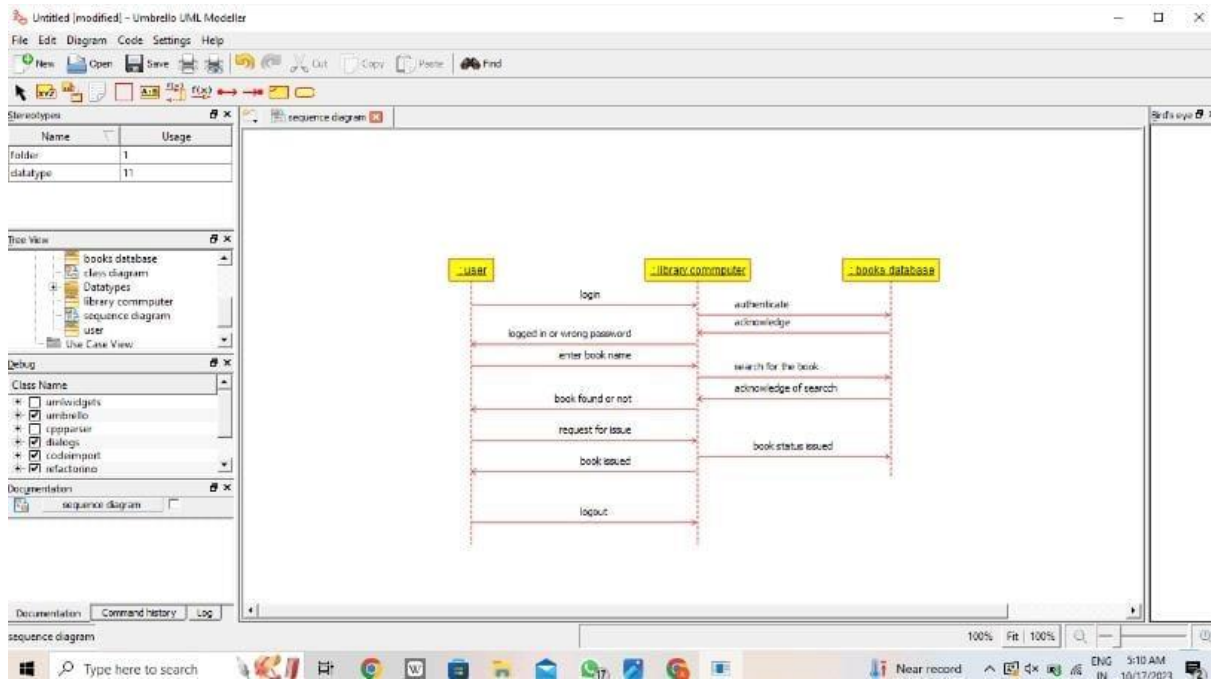 Untitled [modified] - Umbrello UML Modeller
File Edit Diagram Code Settings Help
New Open Save Cut Copy Paste Find
Stereotypes
sequence diagram
Bird's eye
Name Usage
folder 1
datatype 11
Tree View
books database
class diagram
Datatypes
library commputer
sequence diagram
user
Use Case View
Debug
Class Name
umlwidgets
umbrello
cppparser
dialogs
codeimport
refactoring
Documentation
sequence diagram
: user
: library commputer
: books database
login
authenticate
acknowledge
logged in or wrong password
enter book name
search for the book
acknowledge of searcch
book found or not
request for issue
book status issued
book issued
logout
Documentation Command history Log
sequence diagram
100% Fit 100%
Type here to search
17
Near record
ENG 5:10 AM
IN 10/17/2023
2